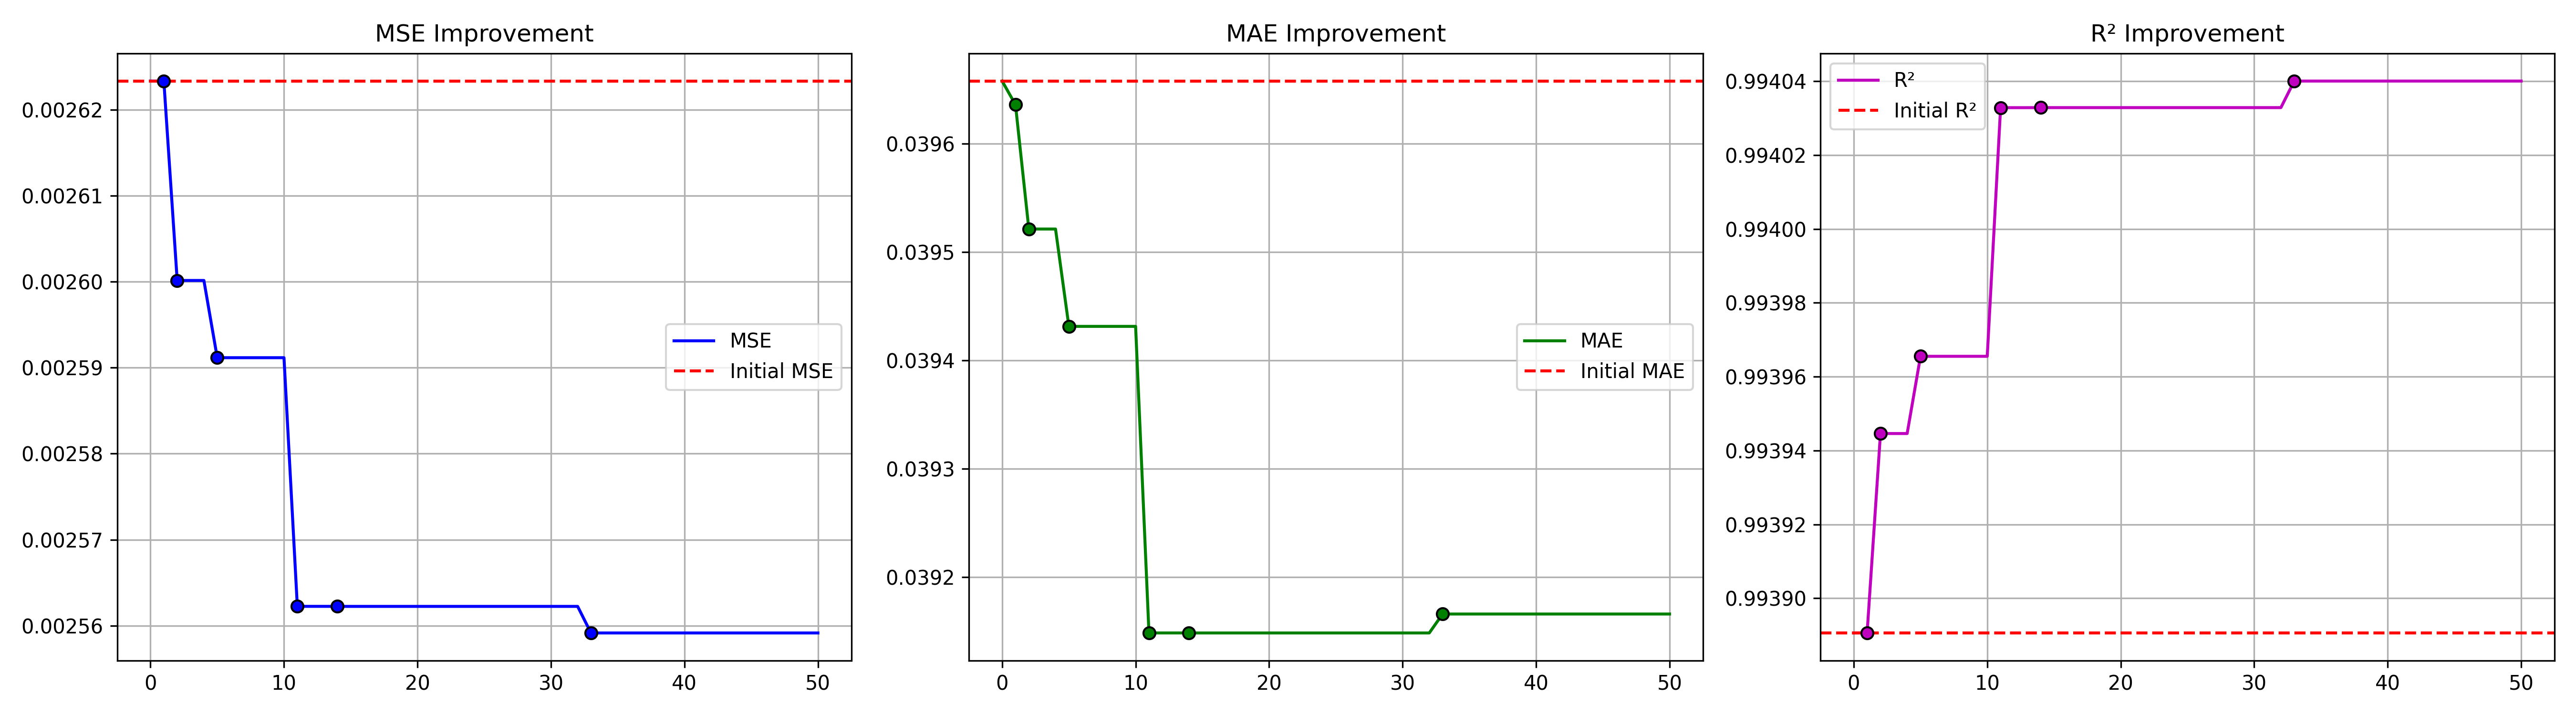 MSE Improvement
0.00262
0.00261
0.00260
0.00259
0.00258
0.00257
0.00256
MSE
Initial MSE
0 10 20 30 40 50
MAE Improvement
0.0396
0.0395
0.0394
0.0393
0.0392
MAE
Initial MAE
0 10 20 30 40 50
R² Improvement
0.99404
0.99402
0.99400
0.99398
0.99396
0.99394
0.99392
0.99390
R²
Initial R²
0 10 20 30 40 50